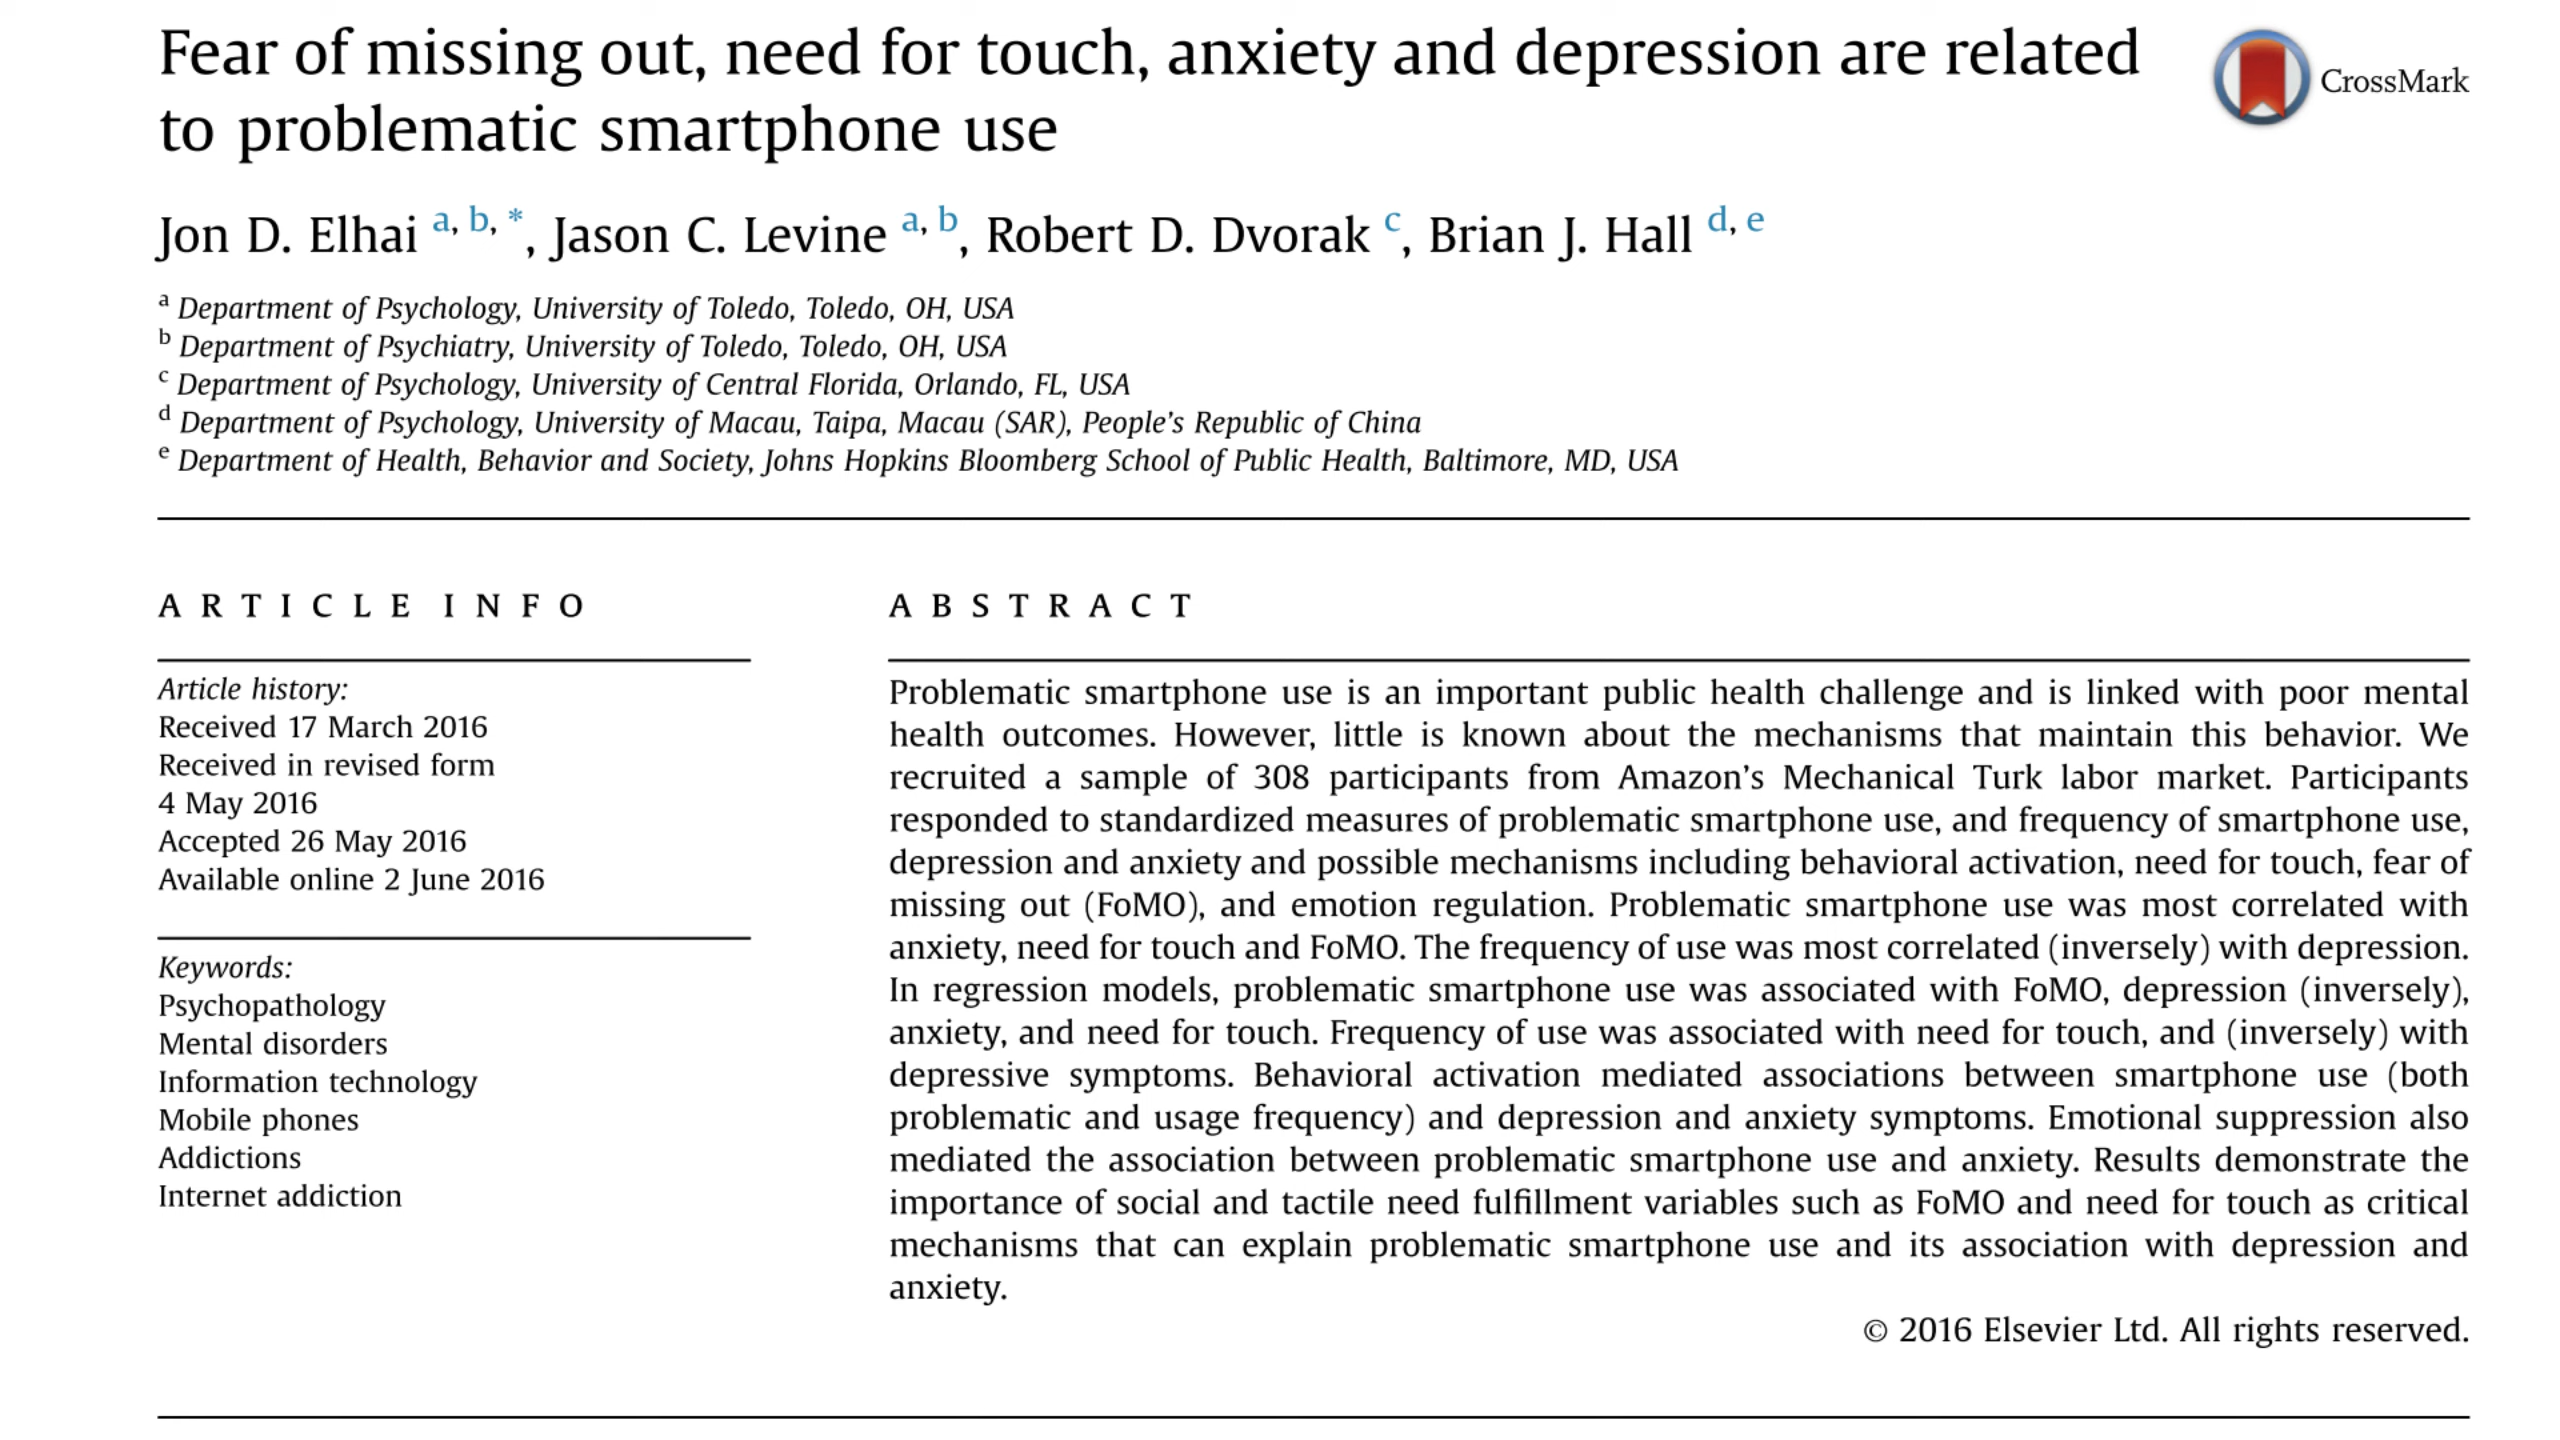 Fear of missing out, need for touch, anxiety and depression are related
to problematic smartphone use
CrossMark
Jon D. Elhai a, b, *, Jason C. Levine a, b, Robert D. Dvorak c, Brian J. Hall d, e
a Department of Psychology, University of Toledo, Toledo, OH, USA
b Department of Psychiatry, University of Toledo, Toledo, OH, USA
c Department of Psychology, University of Central Florida, Orlando, FL, USA
d Department of Psychology, University of Macau, Taipa, Macau (SAR), People's Republic of China
e Department of Health, Behavior and Society, Johns Hopkins Bloomberg School of Public Health, Baltimore, MD, USA
ARTICLE INFO
Article history:
Received 17 March 2016
Received in revised form
4 May 2016
Accepted 26 May 2016
Available online 2 June 2016
Keywords:
Psychopathology
Mental disorders
Information technology
Mobile phones
Addictions
Internet addiction
ABSTRACT
Problematic smartphone use is an important public health challenge and is linked with poor mental
health outcomes. However, little is known about the mechanisms that maintain this behavior. We
recruited a sample of 308 participants from Amazon's Mechanical Turk labor market. Participants
responded to standardized measures of problematic smartphone use, and frequency of smartphone use,
depression and anxiety and possible mechanisms including behavioral activation, need for touch, fear of
missing out (FoMO), and emotion regulation. Problematic smartphone use was most correlated with
anxiety, need for touch and FoMO. The frequency of use was most correlated (inversely) with depression.
In regression models, problematic smartphone use was associated with FoMO, depression (inversely),
anxiety, and need for touch. Frequency of use was associated with need for touch, and (inversely) with
depressive symptoms. Behavioral activation mediated associations between smartphone use (both
problematic and usage frequency) and depression and anxiety symptoms. Emotional suppression also
mediated the association between problematic smartphone use and anxiety. Results demonstrate the
importance of social and tactile need fulfillment variables such as FoMO and need for touch as critical
mechanisms that can explain problematic smartphone use and its association with depression and
anxiety.
© 2016 Elsevier Ltd. All rights reserved.